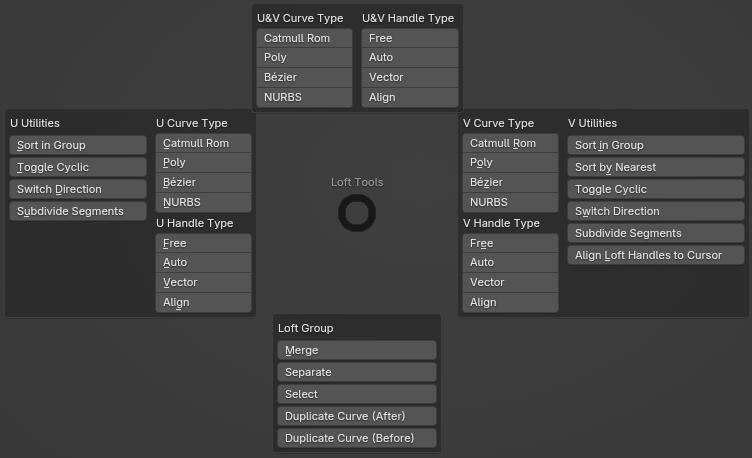 U&V Curve Type
Catmull Rom
Poly
Bézier
NURBS
U&V Handle Type
Free
Auto
Vector
Align
U Utilities
Sort in Group
Toggle Cyclic
Switch Direction
Subdivide Segments
U Curve Type
Catmull Rom
Poly
Bézier
NURBS
U Handle Type
Free
Auto
Vector
Align
Loft Tools
V Curve Type
Catmull Rom
Poly
Bézier
NURBS
V Handle Type
Free
Auto
Vector
Align
V Utilities
Sort in Group
Sort by Nearest
Toggle Cyclic
Switch Direction
Subdivide Segments
Align Loft Handles to Cursor
Loft Group
Merge
Separate
Select
Duplicate Curve (After)
Duplicate Curve (Before)